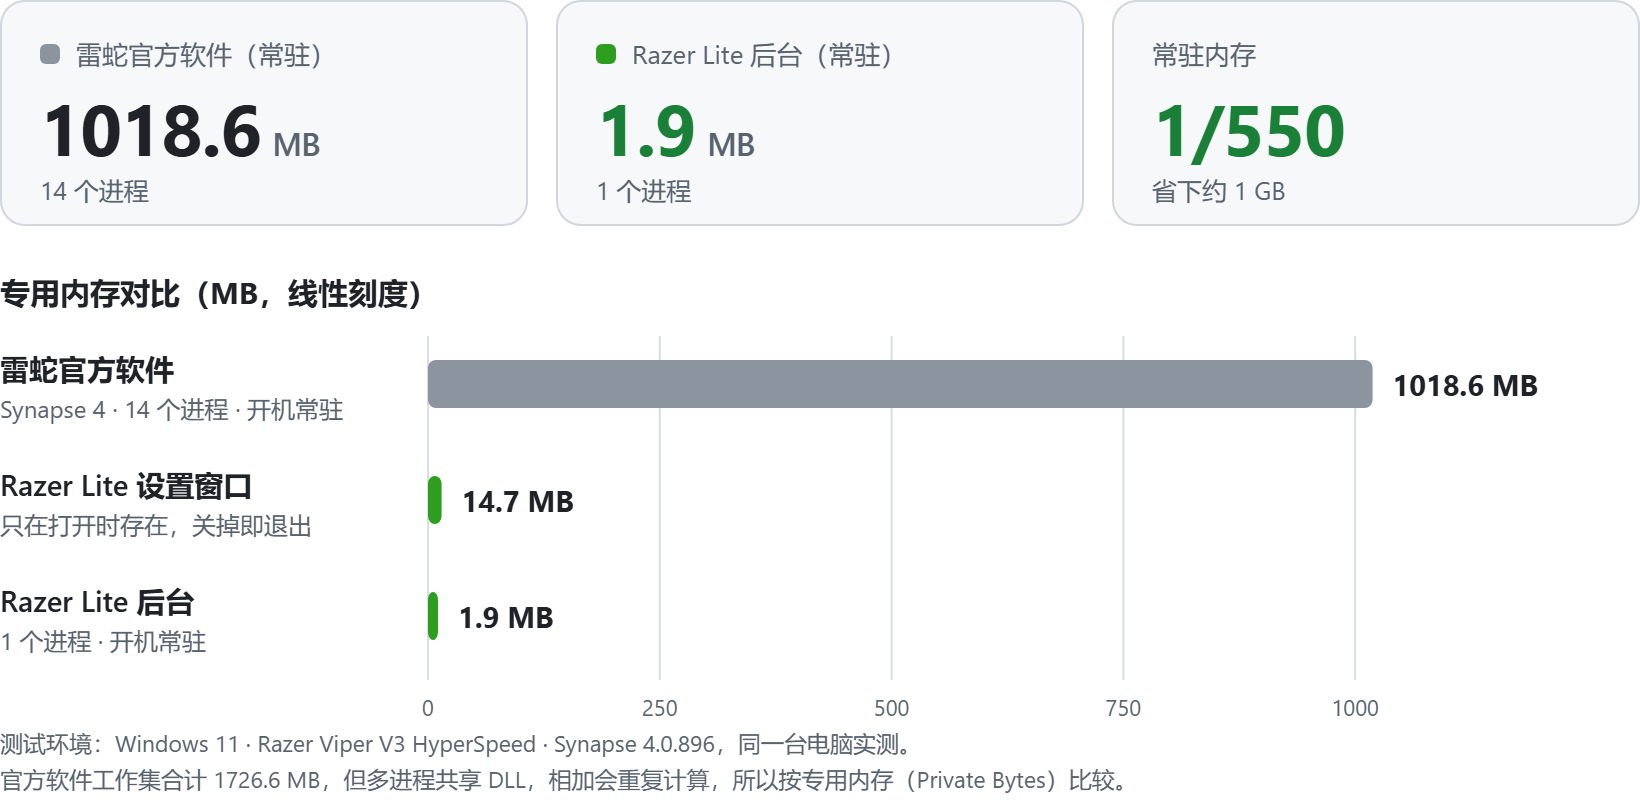 雷蛇官方软件（常驻）
1018.6 MB
14 个进程
Razer Lite 后台（常驻）
1.9 MB
1 个进程
常驻内存
1/550
省下约 1 GB
专用内存对比（MB，线性刻度）
雷蛇官方软件
Synapse 4 · 14 个进程 · 开机常驻
1018.6 MB
Razer Lite 设置窗口
只在打开时存在，关掉即退出
14.7 MB
Razer Lite 后台
1 个进程 · 开机常驻
1.9 MB
0 250 500 750 1000
测试环境：Windows 11 · Razer Viper V3 HyperSpeed · Synapse 4.0.896，同一台电脑实测。
官方软件工作集合计 1726.6 MB，但多进程共享 DLL，相加会重复计算，所以按专用内存（Private Bytes）比较。